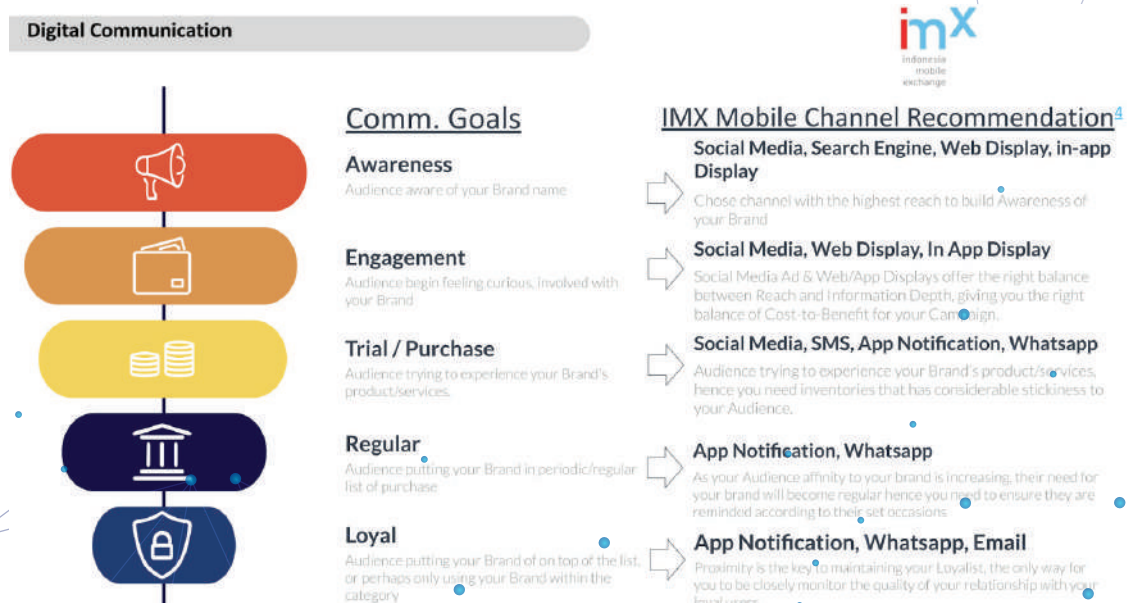 Digital Communication
imx
indonesia
mobile
exchange
Comm. Goals
IMX Mobile Channel Recommendation4
Awareness
Audience aware of your Brand name
Social Media, Search Engine, Web Display, in-app
Display
Chose channel with the highest reach to build Awareness of
your Brand
Engagement
Audience begin feeling curious, involved with
your Brand
Social Media, Web Display, In App Display
Social Media Ad & Web/App Displays offer the right balance
between Reach and Information Depth, giving you the right
balance of Cost-to-Benefit for your Campaign.
Trial / Purchase
Audience trying to experience your Brand's
product/services.
Social Media, SMS, App Notification, Whatsapp
Audience trying to experience your Brand's product/services,
hence you need inventories that has considerable stickiness to
your Audience.
Regular
Audience putting your Brand in periodic/regular
list of purchase
App Notification, Whatsapp
As your Audience affinity to your brand is increasing, their need for
your brand will become regular hence you need to ensure they are
reminded according to their set occasions
Loyal
Audience putting your Brand of on top of the list,
or perhaps only using your Brand within the
category
App Notification, Whatsapp, Email
Proximity is the key to maintaining your Loyalist, the only way for
you to be closely monitor the quality of your relationship with your
loyal users